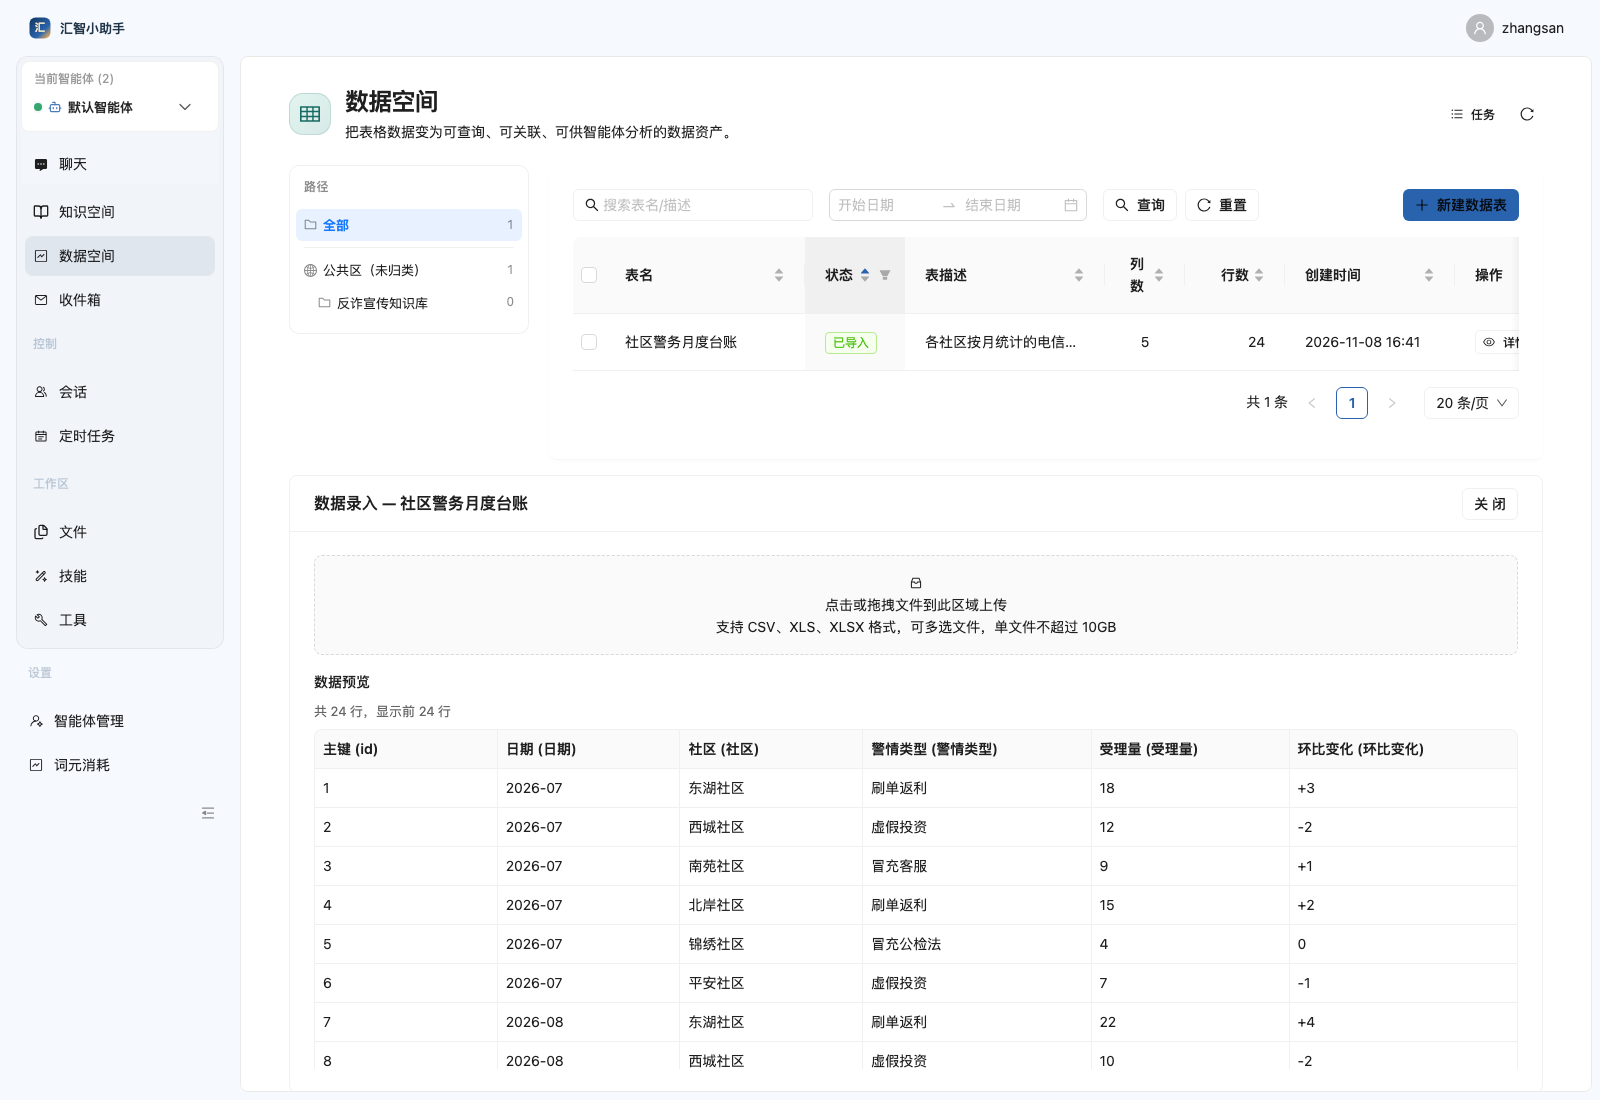 汇 汇智小助手
zhangsan
当前智能体 (2)
默认智能体
聊天
知识空间
数据空间
收件箱
控制
会话
定时任务
工作区
文件
技能
工具
设置
智能体管理
词元消耗
数据空间
把表格数据变为可查询、可关联、可供智能体分析的数据资产。
任务
路径
全部 1
公共区（未归类） 1
反诈宣传知识库 0
搜索表名/描述 开始日期 结束日期 查询 重置 新建数据表
表名 状态 表描述 列数 行数 创建时间 操作
社区警务月度台账 已导入 各社区按月统计的电信... 5 24 2026-11-08 16:41 详
共 1 条 1 20 条/页
数据录入 — 社区警务月度台账 关 闭
点击或拖拽文件到此区域上传
支持 CSV、XLS、XLSX 格式，可多选文件，单文件不超过 10GB
数据预览
共 24 行，显示前 24 行
主键 (id) 日期 (日期) 社区 (社区) 警情类型 (警情类型) 受理量 (受理量) 环比变化 (环比变化)
1 2026-07 东湖社区 刷单返利 18 +3
2 2026-07 西城社区 虚假投资 12 -2
3 2026-07 南苑社区 冒充客服 9 +1
4 2026-07 北岸社区 刷单返利 15 +2
5 2026-07 锦绣社区 冒充公检法 4 0
6 2026-07 平安社区 虚假投资 7 -1
7 2026-08 东湖社区 刷单返利 22 +4
8 2026-08 西城社区 虚假投资 10 -2